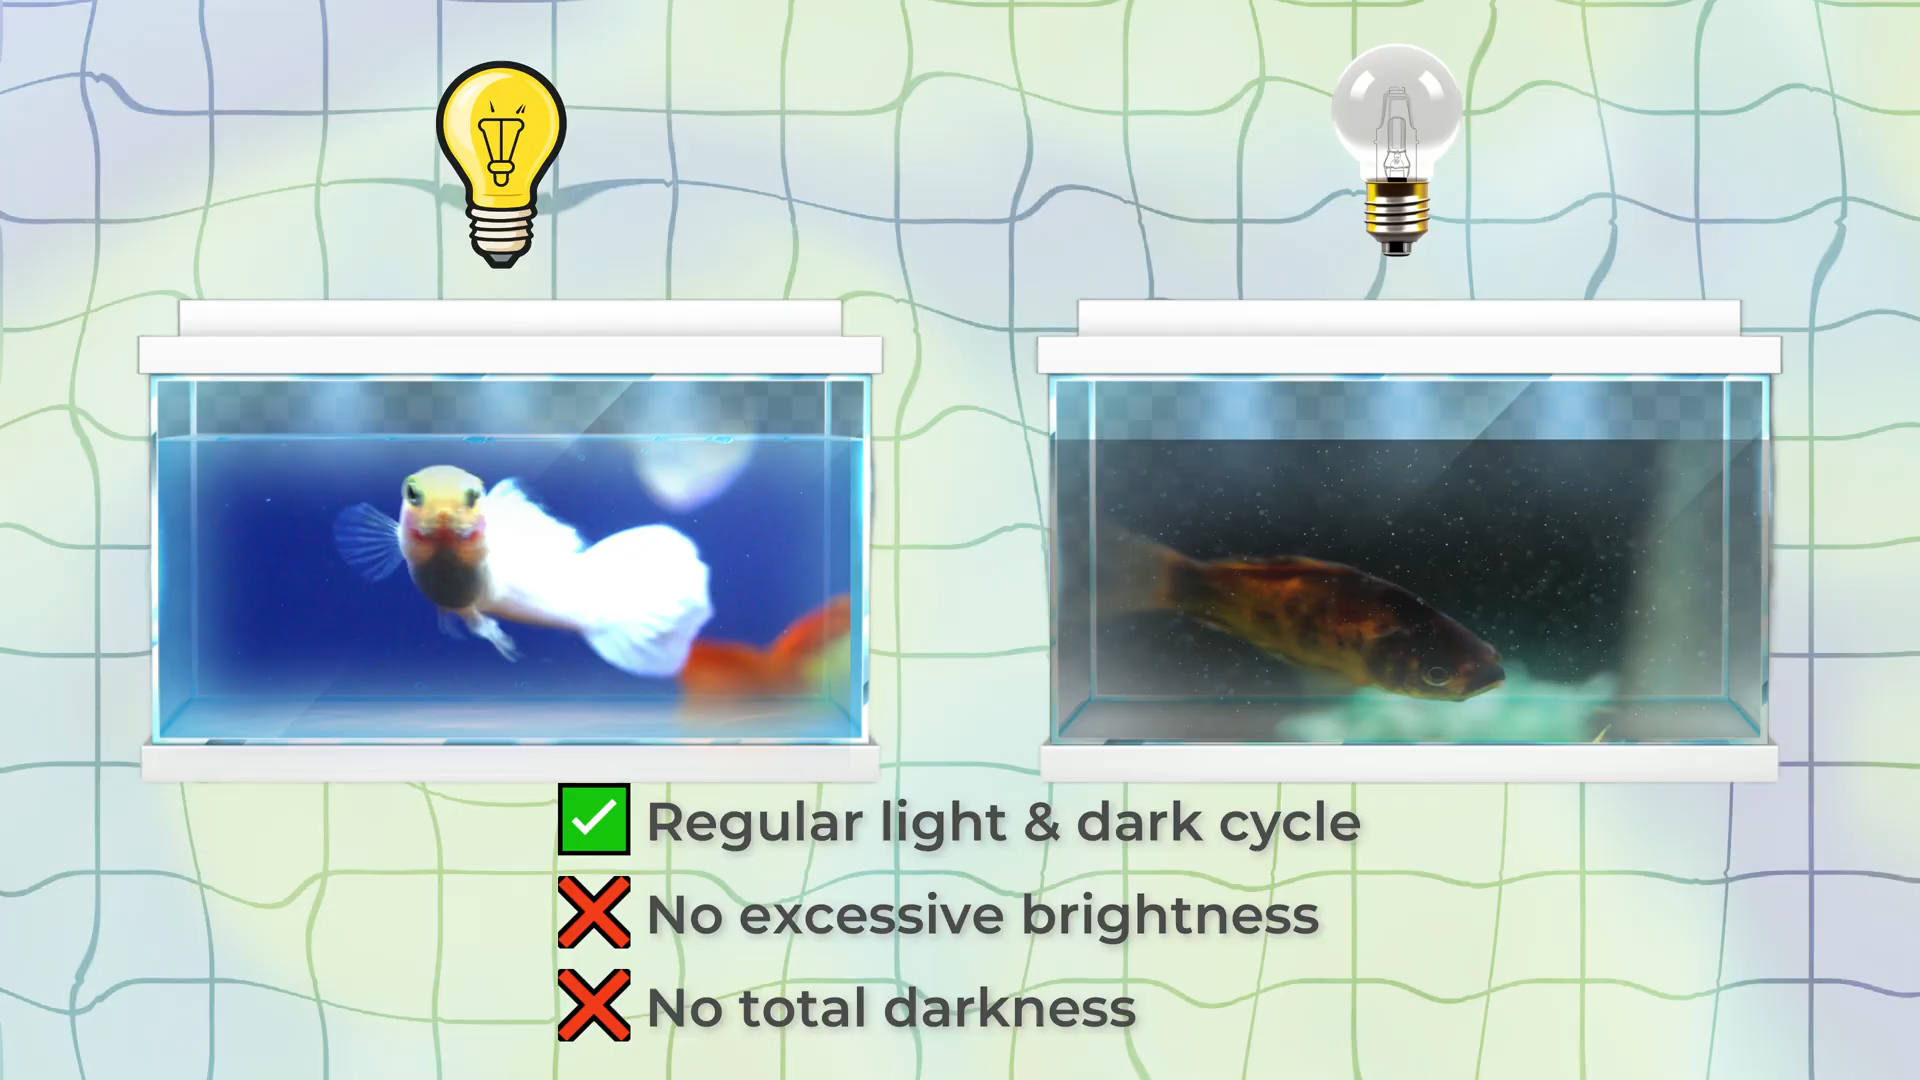 Regular light & dark cycle
No excessive brightness
No total darkness